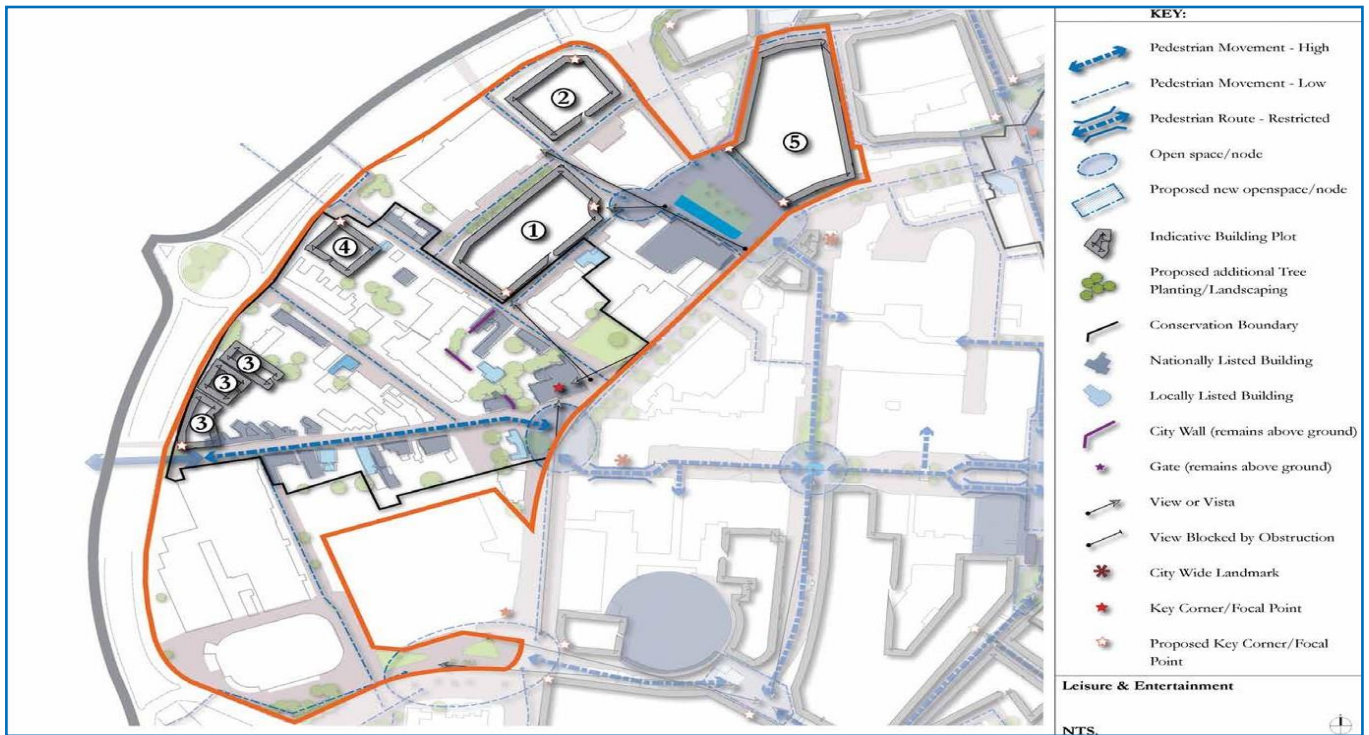 KEY:
Pedestrian Movement - High
Pedestrian Movement - Low
Pedestrian Route - Restricted
Open space/node
Proposed new openspace/node
Indicative Building Plot
Proposed additional Tree
Planting/Landscaping
Conservation Boundary
Nationally Listed Building
Locally Listed Building
City Wall (remains above ground)
Gate (remains above ground)
View or Vista
View Blocked by Obstruction
City Wide Landmark
Key Corner/Focal Point
Proposed Key Corner/Focal
Point
Leisure & Entertainment
NTS.
2
5
1
4
3
3
3